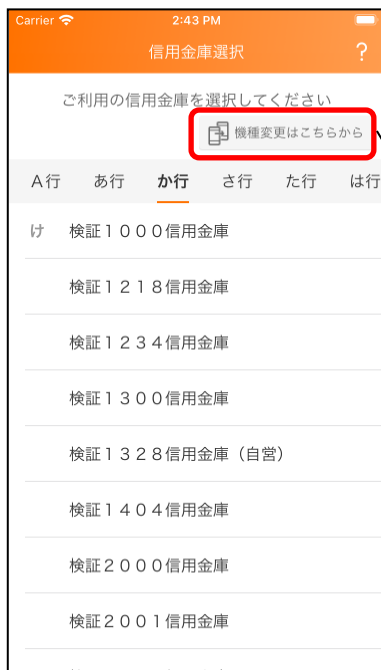 Carrier 2:43 PM
信用金庫選択 ?
ご利用の信用金庫を選択してください
機種変更はこちらから
A行 あ行 か行 さ行 た行 は行
け 検証１０００信用金庫
検証１２１８信用金庫
検証１２３４信用金庫
検証１３００信用金庫
検証１３２８信用金庫（自営）
検証１４０４信用金庫
検証２０００信用金庫
検証２００１信用金庫